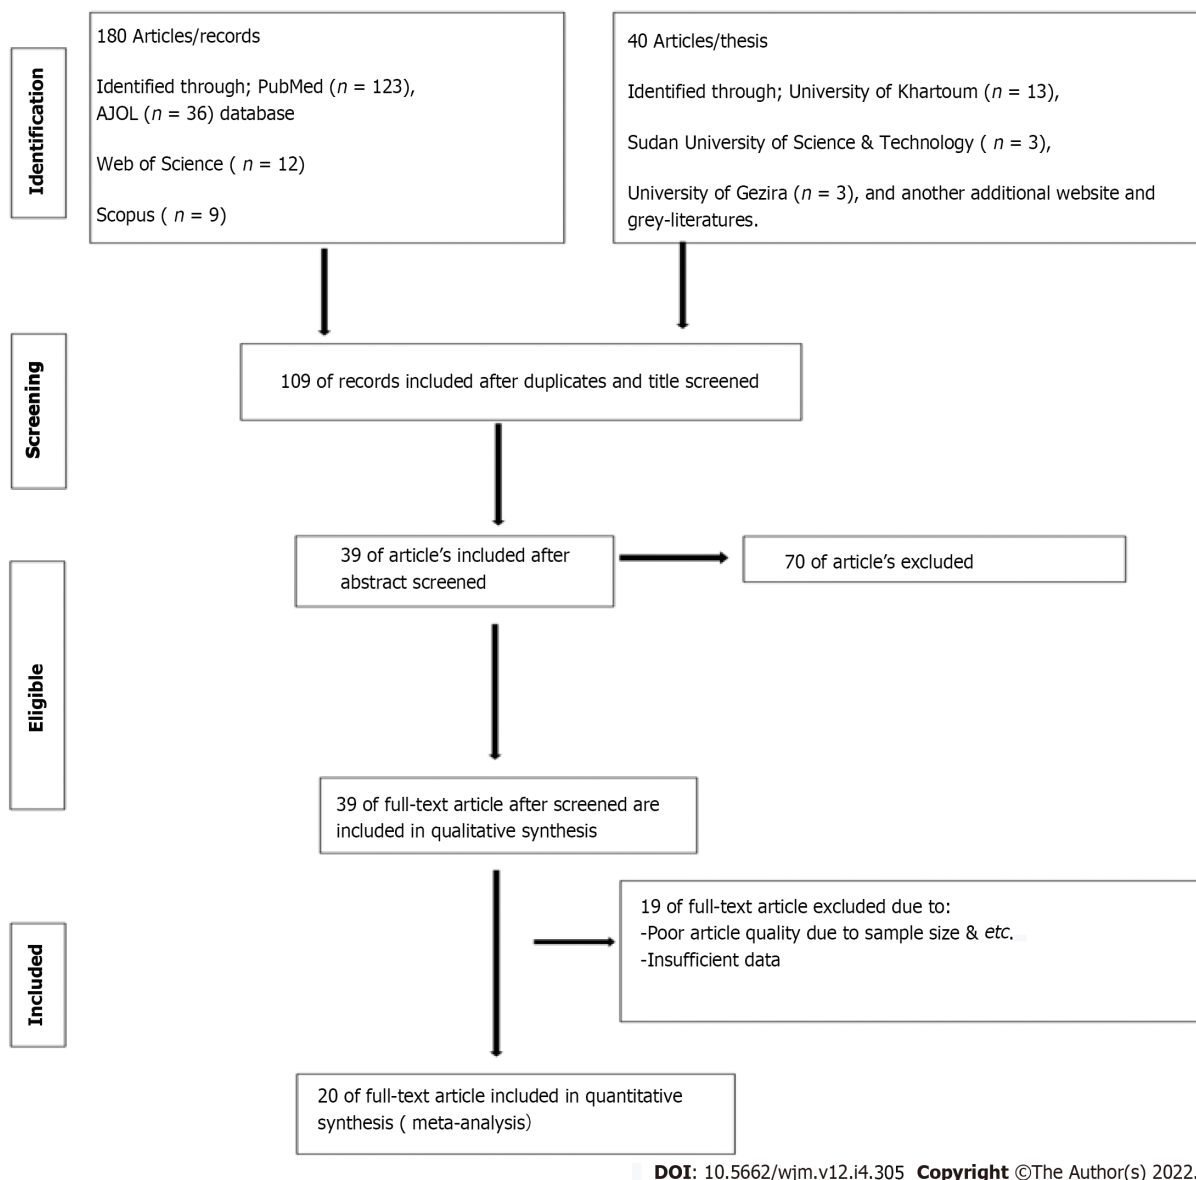 Identification
180 Articles/records
Identified through; PubMed (n = 123),
AJOL (n = 36) database
Web of Science ( n = 12)
Scopus ( n = 9)
40 Articles/thesis
Identified through; University of Khartoum (n = 13),
Sudan University of Science & Technology ( n = 3),
University of Gezira (n = 3), and another additional website and
grey-literatures.
Screening
109 of records included after duplicates and title screened
Eligible
39 of article’s included after
abstract screened
70 of article’s excluded
39 of full-text article after screened are
included in qualitative synthesis
Included
19 of full-text article excluded due to:
-Poor article quality due to sample size & etc.
-Insufficient data
20 of full-text article included in quantitative
synthesis ( meta-analysis)
DOI: 10.5662/wjm.v12.i4.305 Copyright ©The Author(s) 2022.